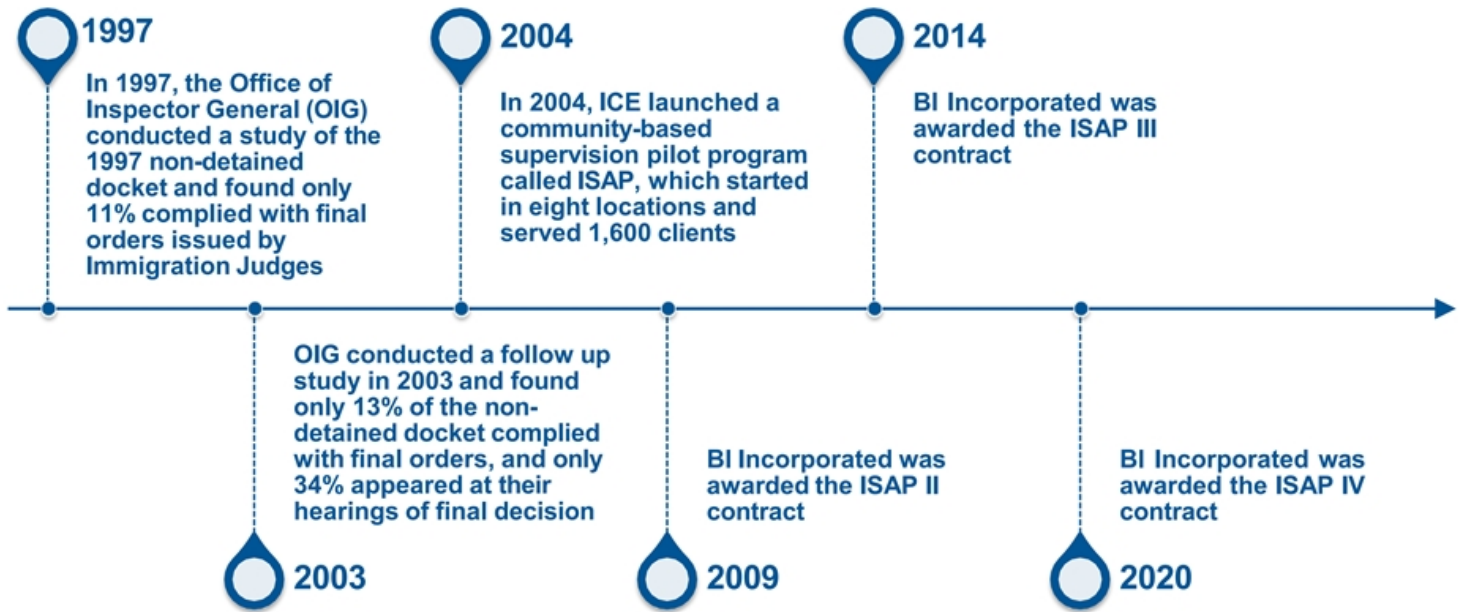 1997
In 1997, the Office of
Inspector General (OIG)
conducted a study of the
1997 non-detained
docket and found only
11% complied with final
orders issued by
Immigration Judges
2004
In 2004, ICE launched a
community-based
supervision pilot program
called ISAP, which started
in eight locations and
served 1,600 clients
2014
BI Incorporated was
awarded the ISAP III
contract
OIG conducted a follow up
study in 2003 and found
only 13% of the non-
detained docket complied
with final orders, and only
34% appeared at their
hearings of final decision
2003
BI Incorporated was
awarded the ISAP II
contract
2009
BI Incorporated was
awarded the ISAP IV
contract
2020